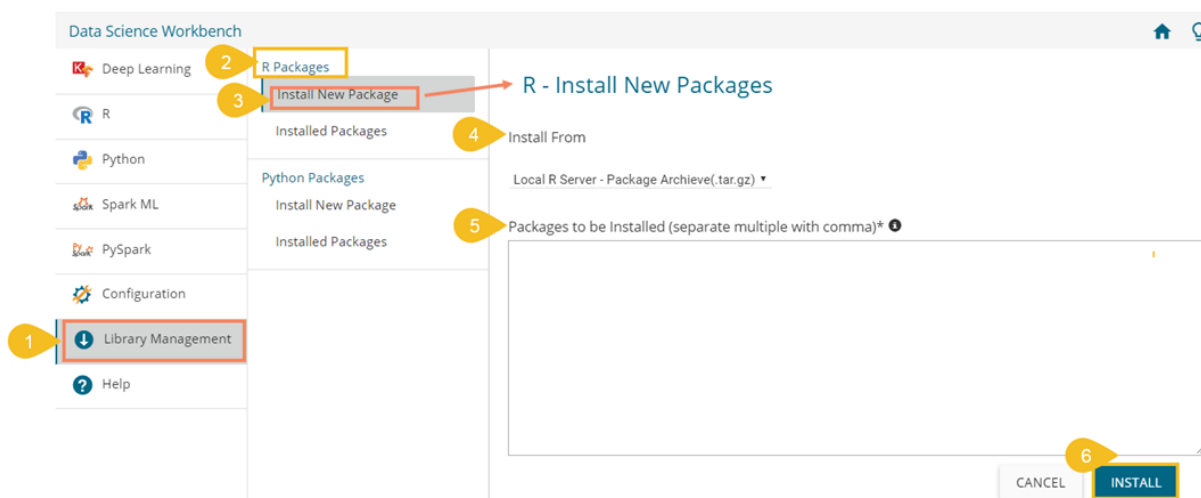 Data Science Workbench
Deep Learning
R
Python
Spark ML
PySpark
Configuration
1
Library Management
Help
2
R Packages
3
Install New Package
Installed Packages
Python Packages
Install New Package
Installed Packages
R - Install New Packages
4
Install From
Local R Server - Package Archieve(.tar.gz)
5
Packages to be Installed (separate multiple with comma)*
6
CANCEL
INSTALL